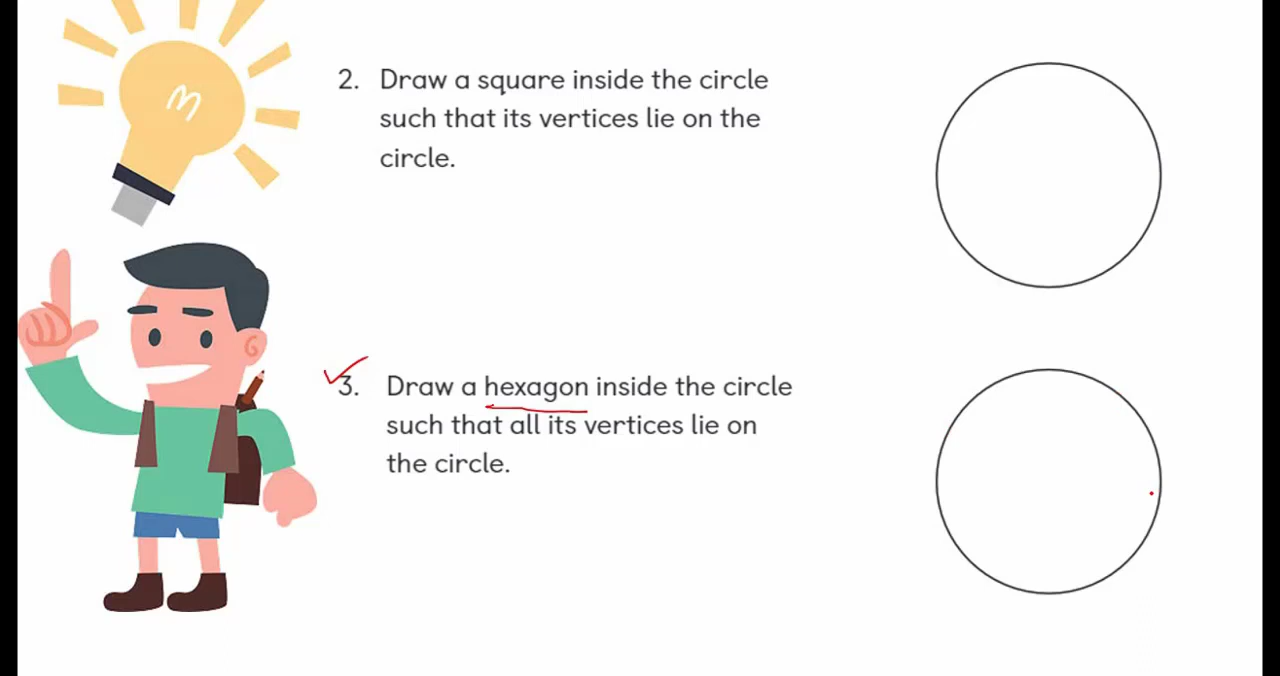 2. Draw a square inside the circle
such that its vertices lie on the
circle.
3. Draw a hexagon inside the circle
such that all its vertices lie on
the circle.